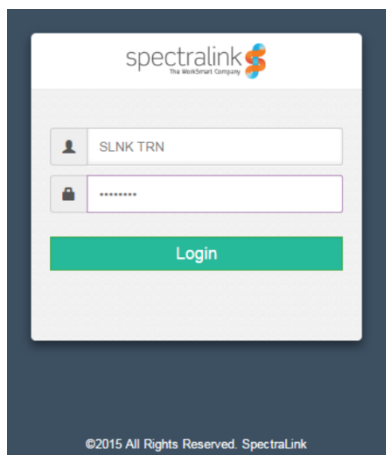 spectralink
The WorkSmart Company
SLNK TRN
********
Login
©2015 All Rights Reserved. SpectraLink